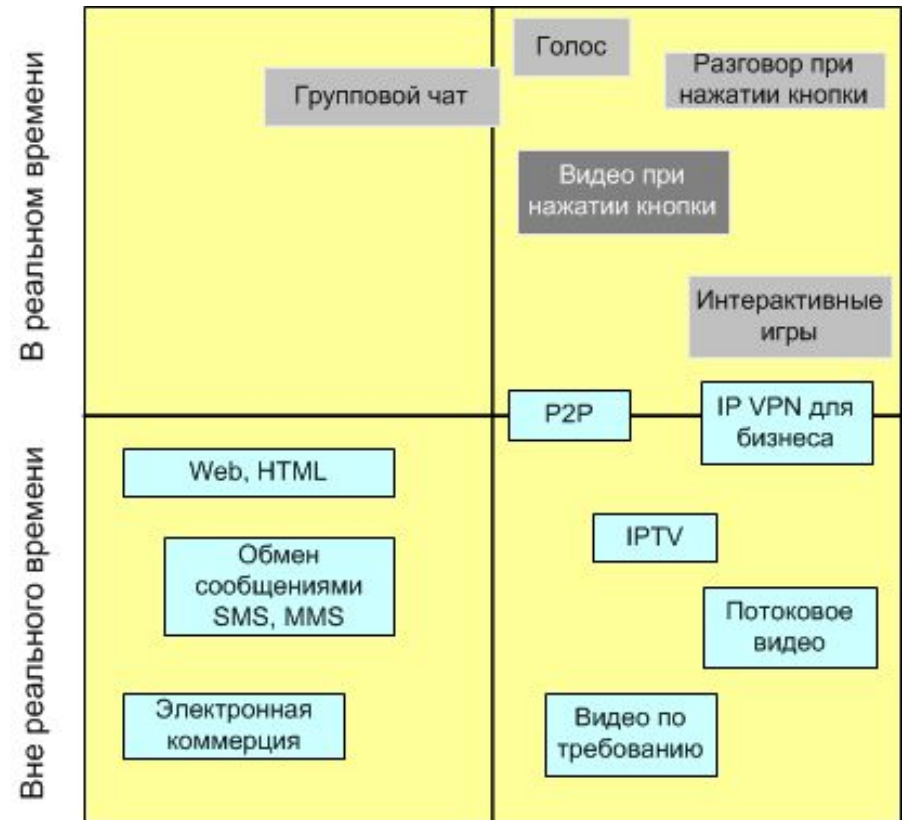 В реальном времени
Голос
Групповой чат
Разговор при
нажатии кнопки
Видео при
нажатии кнопки
Интерактивные
игры
P2P
IP VPN для
бизнеса
Вне реального времени
Web, HTML
IPTV
Обмен
сообщениями
SMS, MMS
Потоковое
видео
Электронная
коммерция
Видео по
требованию